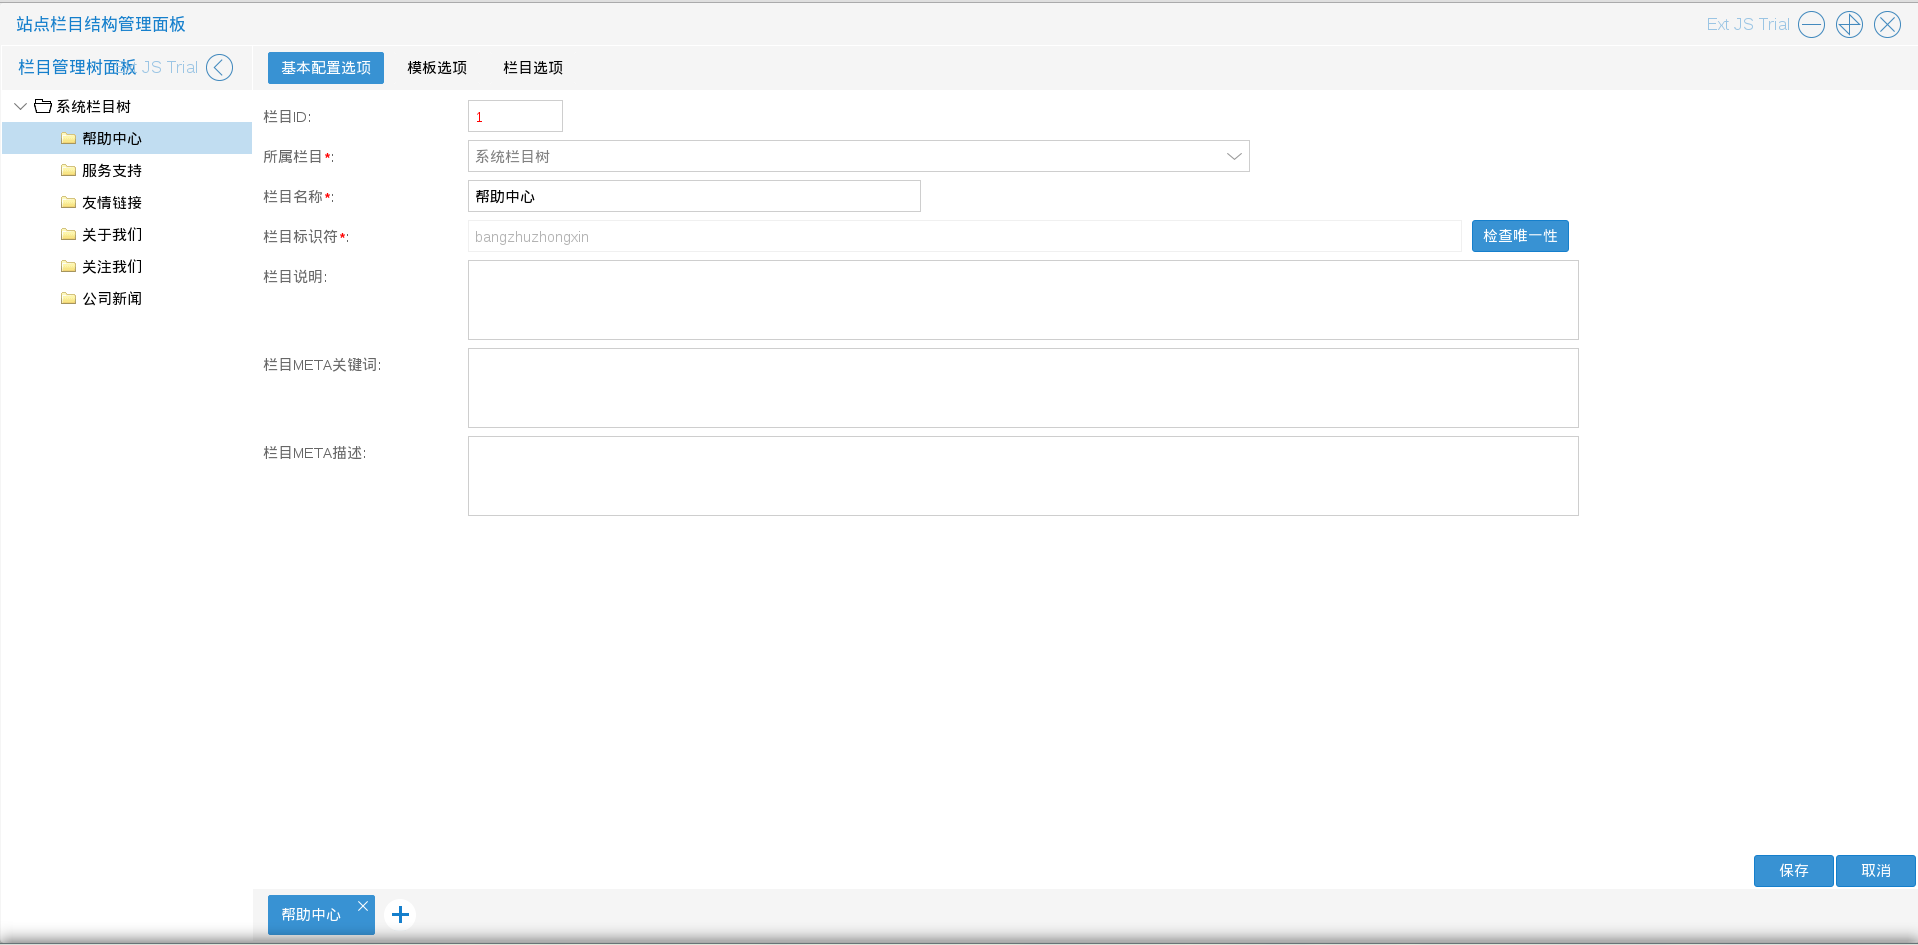 站点栏目结构管理面板
Ext JS Trial
栏目管理树面板
JS Trial
基本配置选项 模板选项 栏目选项
系统栏目树
帮助中心
服务支持
友情链接
关于我们
关注我们
公司新闻
栏目ID: 1
所属栏目*: 系统栏目树
栏目名称*: 帮助中心
栏目标识符*: bangzhuzhongxin 检查唯一性
栏目说明:
栏目META关键词:
栏目META描述:
保存 取消
帮助中心